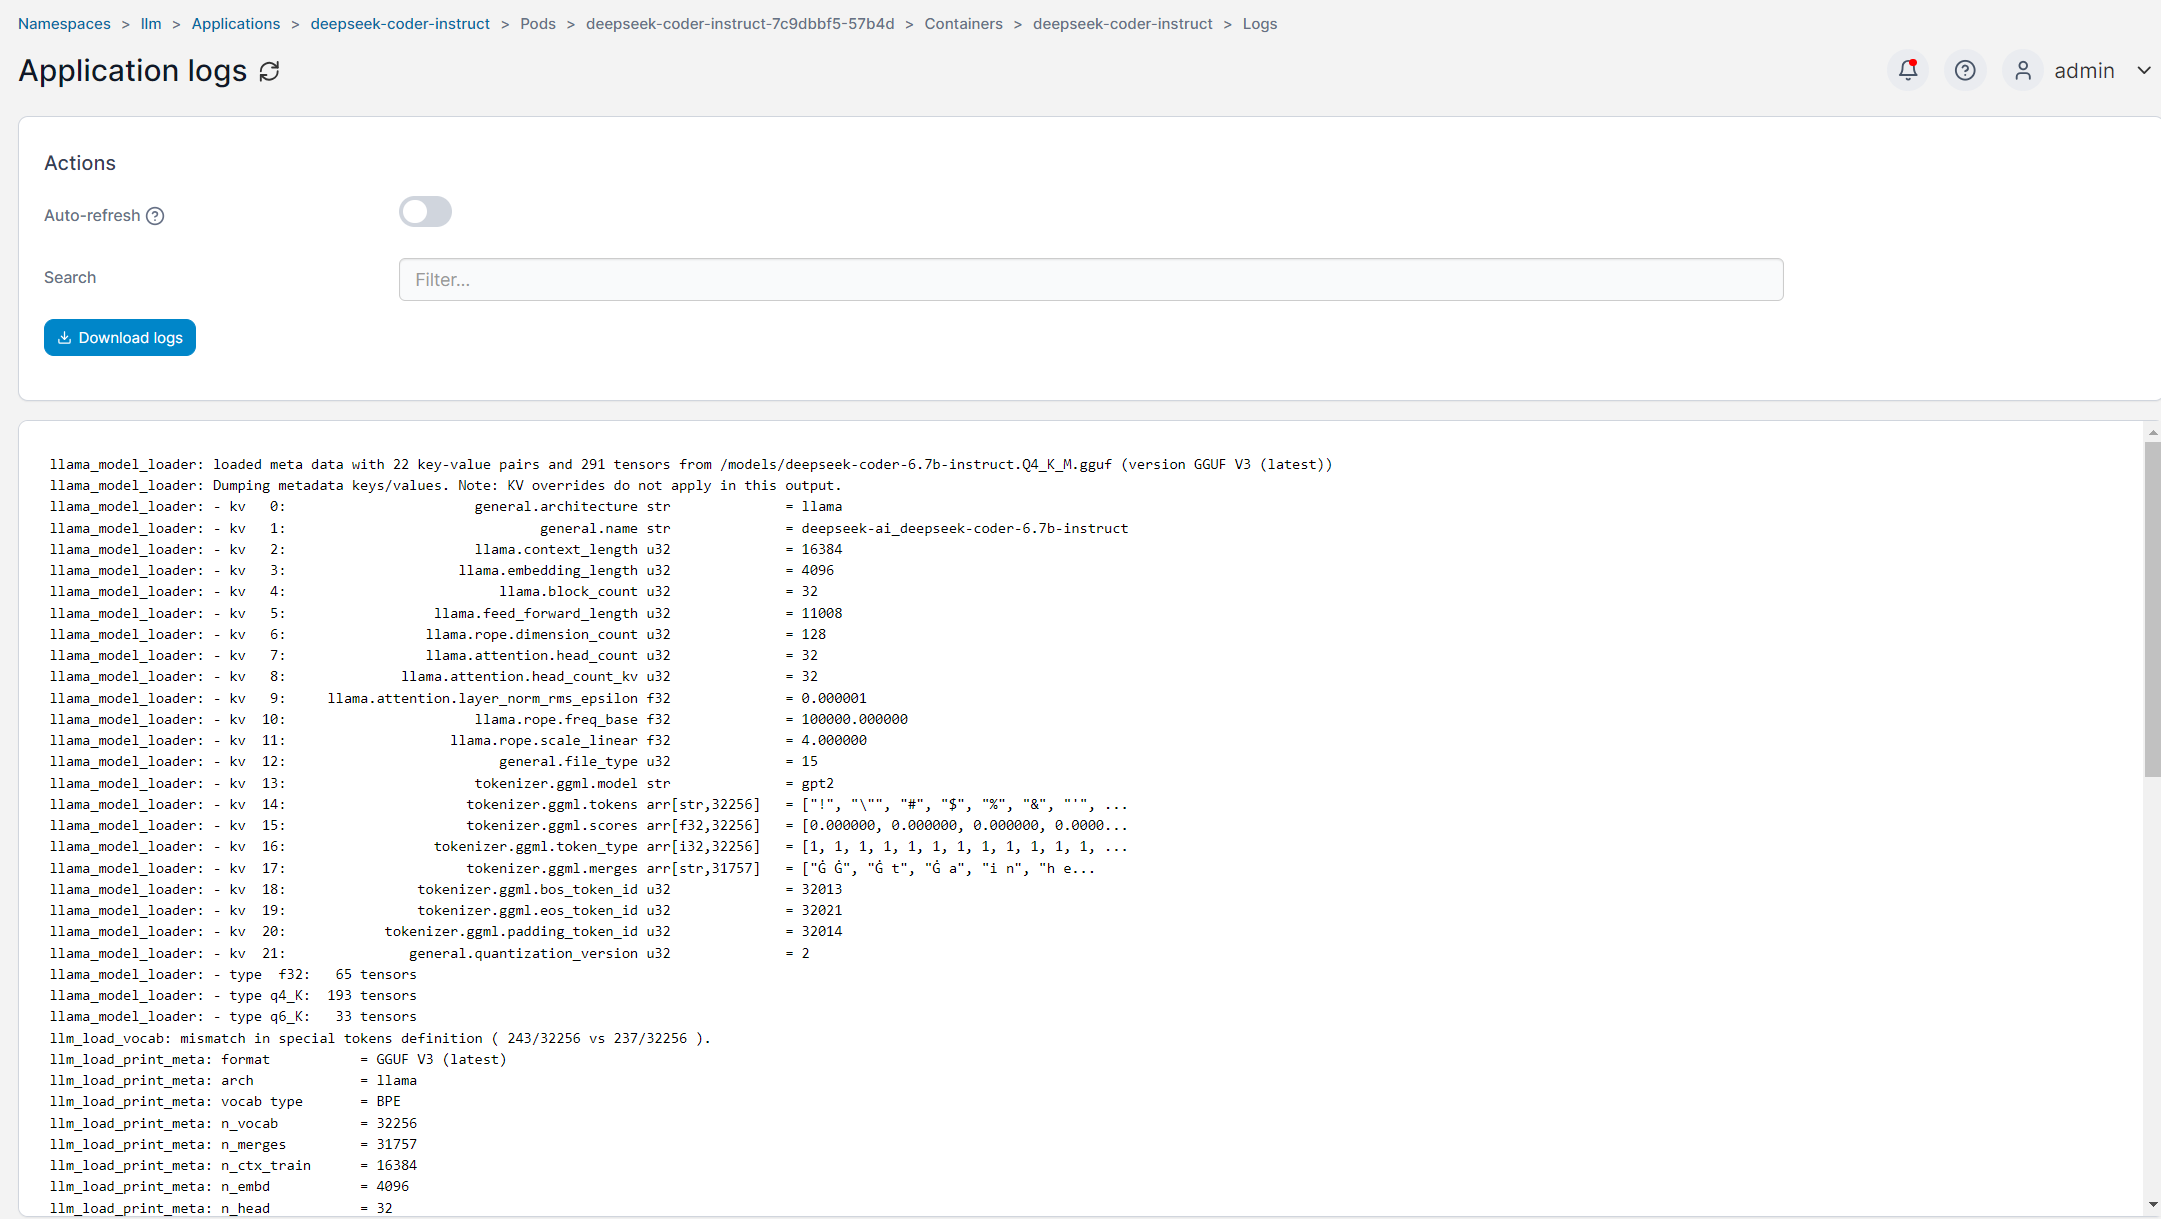 Namespaces > llm > Applications > deepseek-coder-instruct > Pods > deepseek-coder-instruct-7c9dbbf5-57b4d > Containers > deepseek-coder-instruct > Logs
Application logs
admin
Actions
Auto-refresh
Search
Filter...
Download logs
llama_model_loader: loaded meta data with 22 key-value pairs and 291 tensors from /models/deepseek-coder-6.7b-instruct.Q4_K_M.gguf (version GGUF V3 (latest))
llama_model_loader: Dumping metadata keys/values. Note: KV overrides do not apply in this output.
llama_model_loader: - kv   0:                       general.architecture str              = llama
llama_model_loader: - kv   1:                               general.name str              = deepseek-ai_deepseek-coder-6.7b-instruct
llama_model_loader: - kv   2:                       llama.context_length u32              = 16384
llama_model_loader: - kv   3:                     llama.embedding_length u32              = 4096
llama_model_loader: - kv   4:                          llama.block_count u32              = 32
llama_model_loader: - kv   5:                  llama.feed_forward_length u32              = 11008
llama_model_loader: - kv   6:                 llama.rope.dimension_count u32              = 128
llama_model_loader: - kv   7:                 llama.attention.head_count u32              = 32
llama_model_loader: - kv   8:              llama.attention.head_count_kv u32              = 32
llama_model_loader: - kv   9:     llama.attention.layer_norm_rms_epsilon f32              = 0.000001
llama_model_loader: - kv  10:                       llama.rope.freq_base f32              = 100000.000000
llama_model_loader: - kv  11:                    llama.rope.scale_linear f32              = 4.000000
llama_model_loader: - kv  12:                          general.file_type u32              = 15
llama_model_loader: - kv  13:                       tokenizer.ggml.model str              = gpt2
llama_model_loader: - kv  14:                      tokenizer.ggml.tokens arr[str,32256]   = ["!", "\"", "#", "$", "%", "&", "'", ...
llama_model_loader: - kv  15:                      tokenizer.ggml.scores arr[f32,32256]   = [0.000000, 0.000000, 0.000000, 0.0000...
llama_model_loader: - kv  16:                  tokenizer.ggml.token_type arr[i32,32256]   = [1, 1, 1, 1, 1, 1, 1, 1, 1, 1, 1, 1, ...
llama_model_loader: - kv  17:                      tokenizer.ggml.merges arr[str,31757]   = ["Ġ Ġ", "Ġ t", "Ġ a", "i n", "h e...
llama_model_loader: - kv  18:                tokenizer.ggml.bos_token_id u32              = 32013
llama_model_loader: - kv  19:                tokenizer.ggml.eos_token_id u32              = 32021
llama_model_loader: - kv  20:            tokenizer.ggml.padding_token_id u32              = 32014
llama_model_loader: - kv  21:               general.quantization_version u32              = 2
llama_model_loader: - type  f32:   65 tensors
llama_model_loader: - type q4_K:  193 tensors
llama_model_loader: - type q6_K:   33 tensors
llm_load_vocab: mismatch in special tokens definition ( 243/32256 vs 237/32256 ).
llm_load_print_meta: format           = GGUF V3 (latest)
llm_load_print_meta: arch             = llama
llm_load_print_meta: vocab type       = BPE
llm_load_print_meta: n_vocab          = 32256
llm_load_print_meta: n_merges         = 31757
llm_load_print_meta: n_ctx_train      = 16384
llm_load_print_meta: n_embd           = 4096
llm_load_print_meta: n_head           = 32